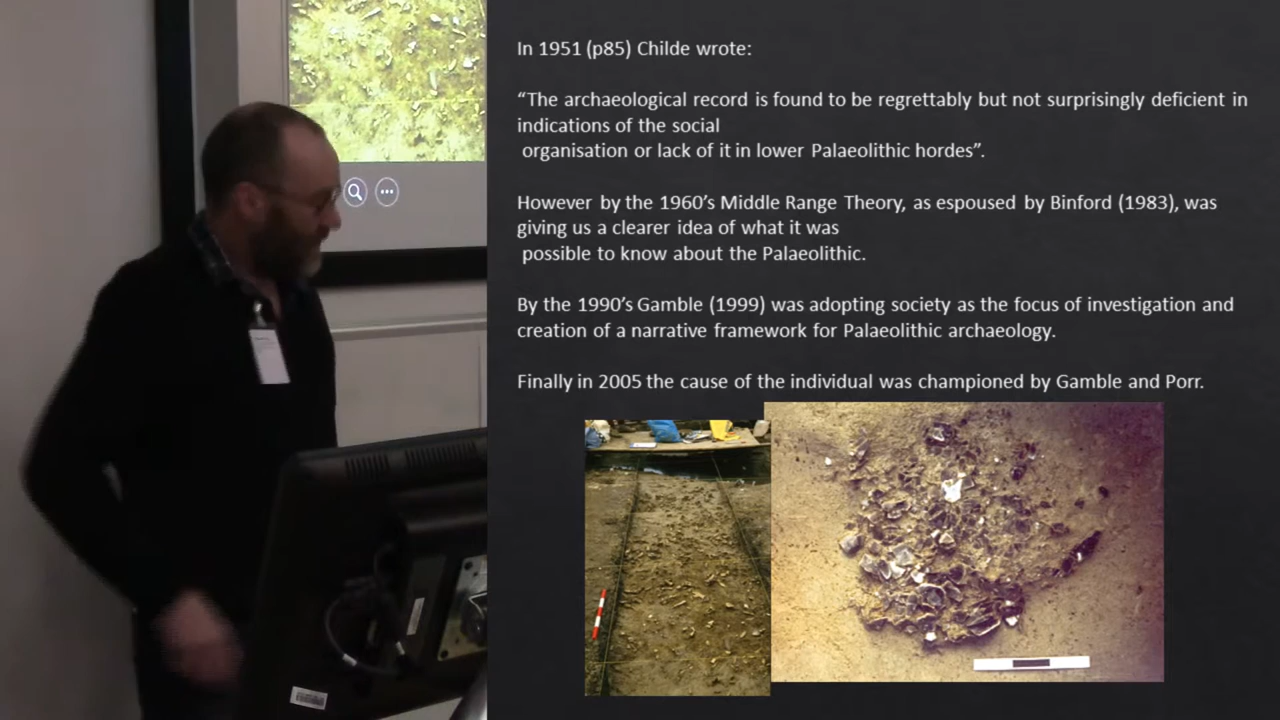 In 1951 (p85) Childe wrote:
“The archaeological record is found to be regrettably but not surprisingly deficient in
indications of the social
organisation or lack of it in lower Palaeolithic hordes”.
However by the 1960’s Middle Range Theory, as espoused by Binford (1983), was
giving us a clearer idea of what it was
possible to know about the Palaeolithic.
By the 1990’s Gamble (1999) was adopting society as the focus of investigation and
creation of a narrative framework for Palaeolithic archaeology.
Finally in 2005 the cause of the individual was championed by Gamble and Porr.